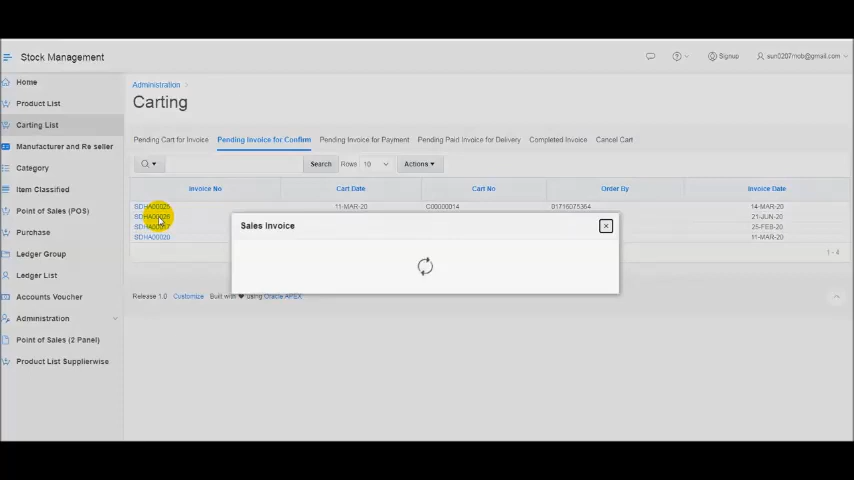 Stock Management
Signup
sun0207mob@gmail.com
Home
Product List
Carting List
Manufacturer and Re seller
Category
Item Classified
Point of Sales (POS)
Purchase
Ledger Group
Ledger List
Accounts Voucher
Administration
Point of Sales (2 Panel)
Product List Supplierwise
Administration
Carting
Pending Cart for Invoice Pending Invoice for Confirm Pending Invoice for Payment Pending Paid Invoice for Delivery Completed Invoice Cancel Cart
Search Rows 10 Actions
Invoice No Cart Date Cart No Order By Invoice Date
11-MAR-20 C00000014 01716075364 14-MAR-20
21-JUN-20
25-FEB-20
SDHA00020 11-MAR-20
Sales Invoice
1 - 4
Release 1.0 Customize Built with ❤ using Oracle APEX